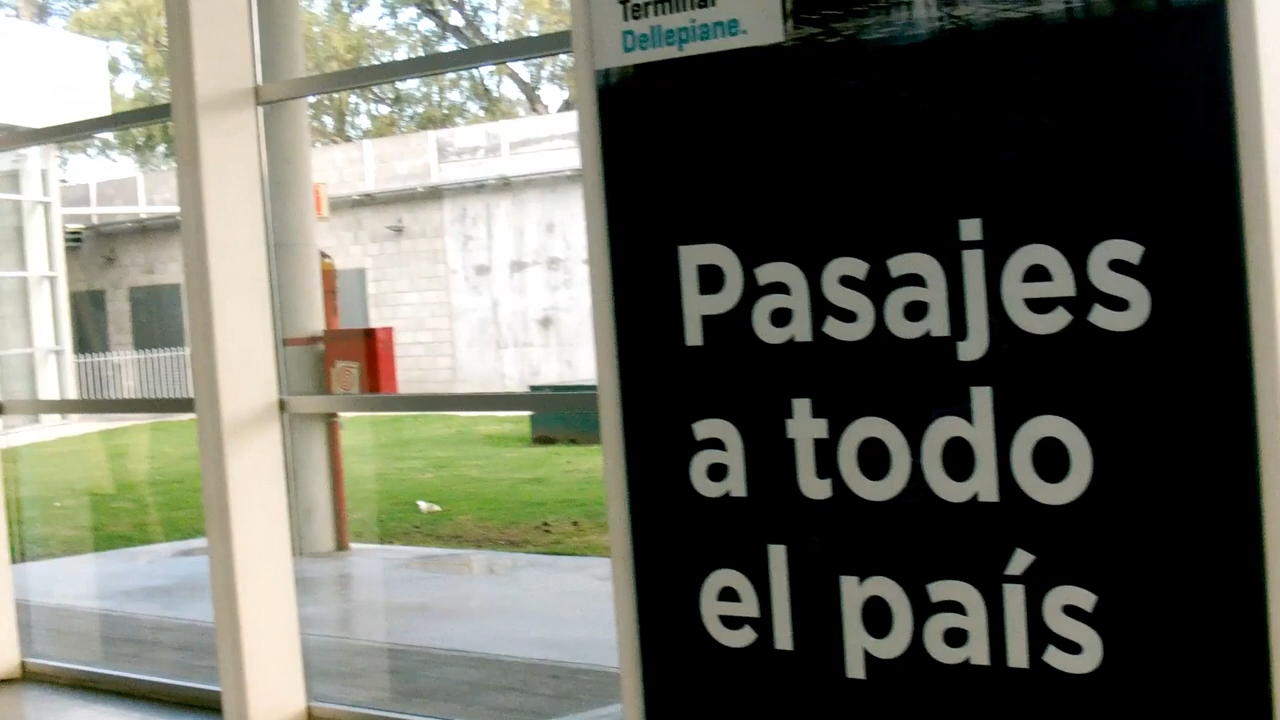 Terminal
Dellepiane.
Pasajes
a todo
el país